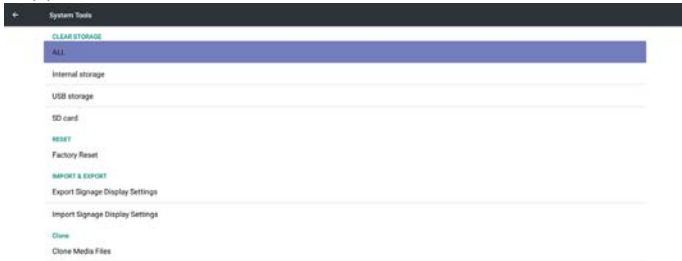 System Tools
CLEAR STORAGE
ALL
Internal storage
USB storage
SD card
RESET
Factory Reset
IMPORT & EXPORT
Export Signage Display Settings
Import Signage Display Settings
Clone
Clone Media Files